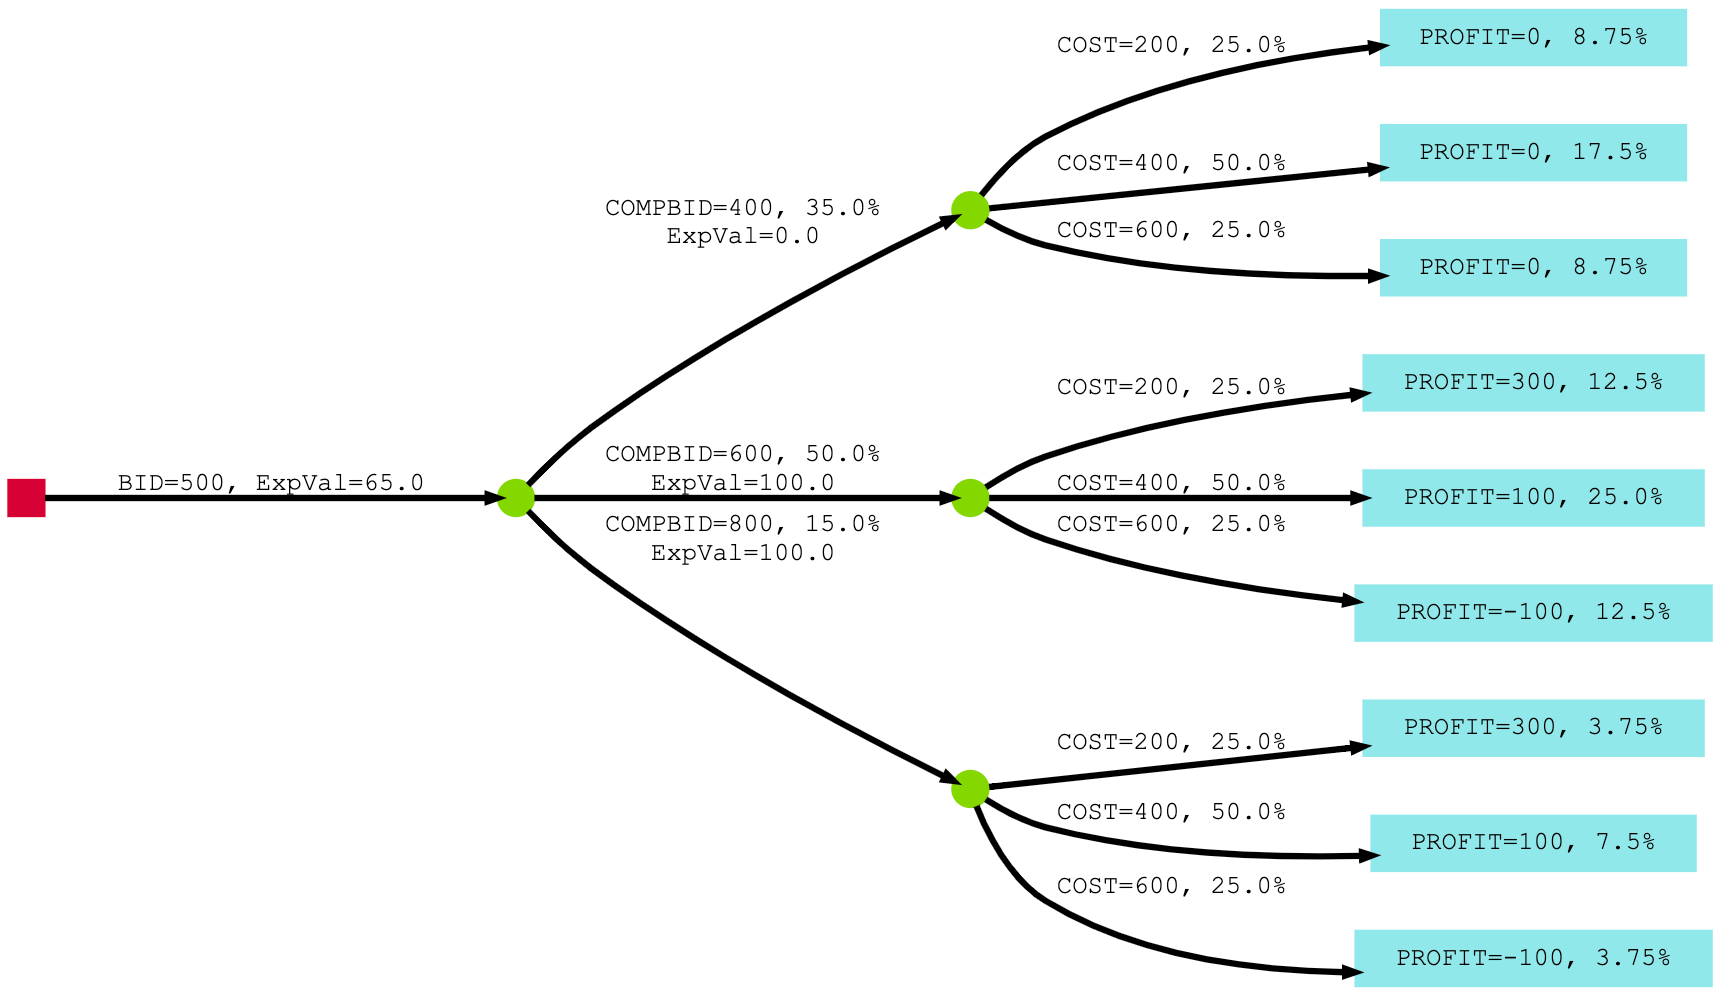 COST=200, 25.0%
PROFIT=0, 8.75%
COST=400, 50.0%
PROFIT=0, 17.5%
COMPBID=400, 35.0%
ExpVal=0.0
COST=600, 25.0%
PROFIT=0, 8.75%
COST=200, 25.0%
PROFIT=300, 12.5%
BID=500, ExpVal=65.0
COMPBID=600, 50.0%
ExpVal=100.0
COST=400, 50.0%
PROFIT=100, 25.0%
COMPBID=800, 15.0%
ExpVal=100.0
COST=600, 25.0%
PROFIT=-100, 12.5%
COST=200, 25.0%
PROFIT=300, 3.75%
COST=400, 50.0%
PROFIT=100, 7.5%
COST=600, 25.0%
PROFIT=-100, 3.75%